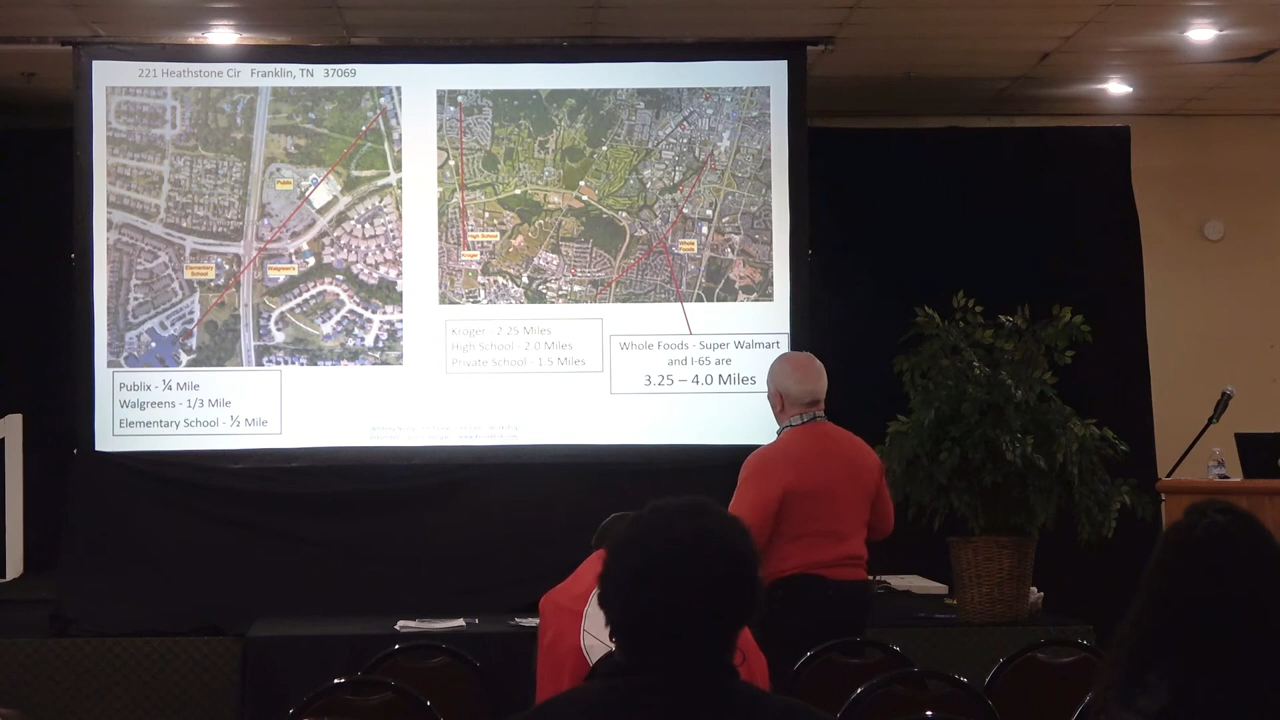 221 Heathstone Cir Franklin, TN 37069
Publix
Elementary
School
Walgreen's
High School
Kroger
Whole
Foods
Publix - ¼ Mile
Walgreens - 1/3 Mile
Elementary School - ½ Mile
Kroger - 2.25 Miles
High School - 2.0 Miles
Private School - 1.5 Miles
Whole Foods - Super Walmart
and I-65 are
3.25 – 4.0 Miles